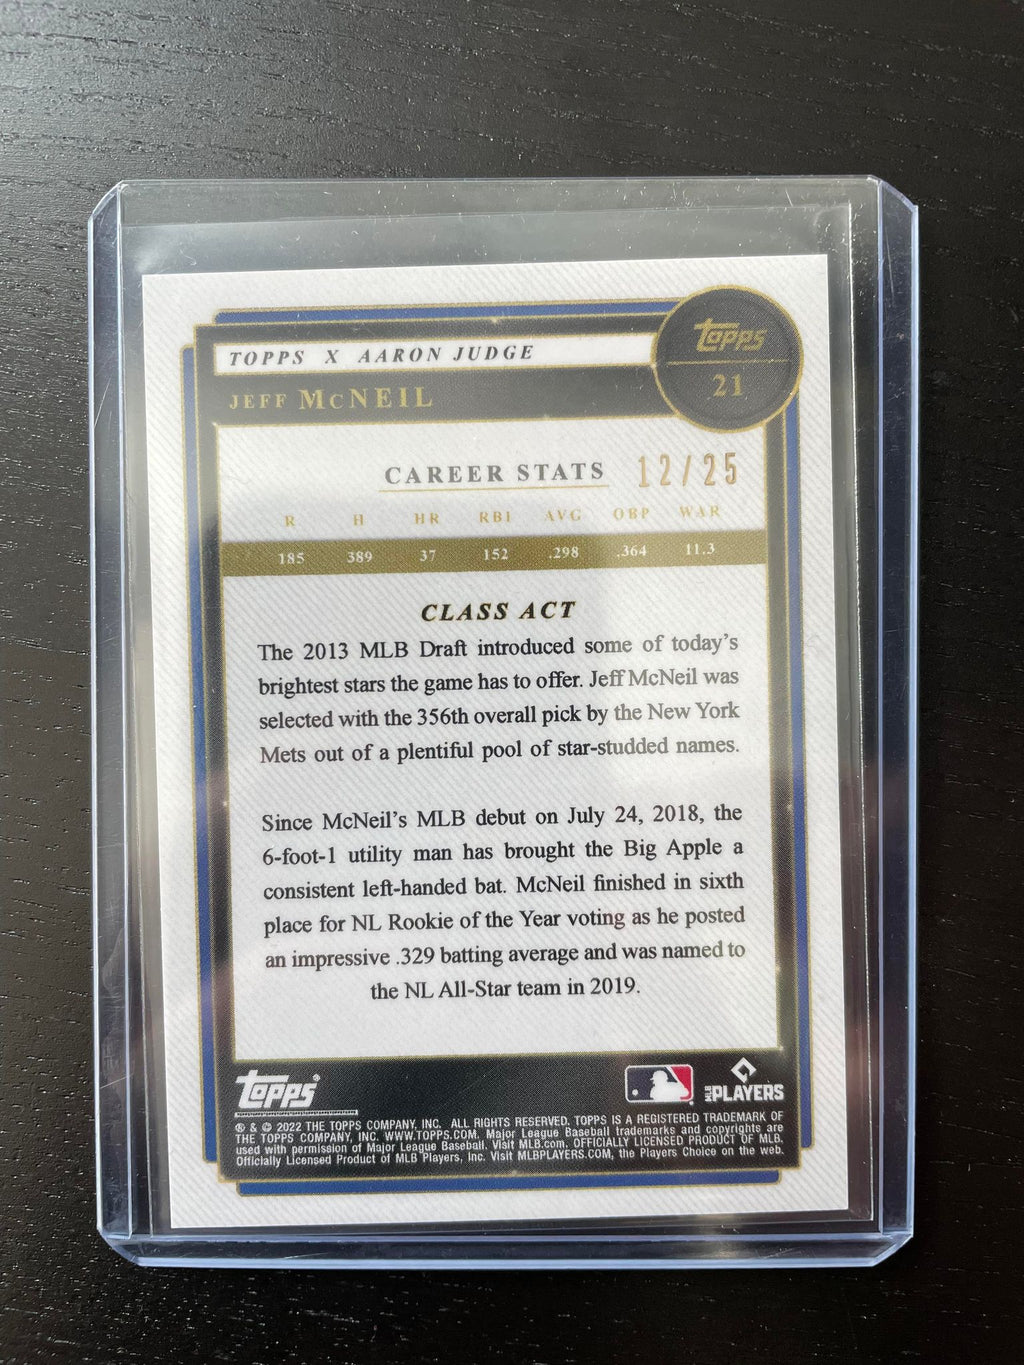 TOPPS X AARON JUDGE
JEFF MCNEIL
Topps
21
CAREER STATS 12/25
R H HR RBI AVG OBP WAR
185 389 37 152 .298 .364 11.3
CLASS ACT
The 2013 MLB Draft introduced some of today's
brightest stars the game has to offer. Jeff McNeil was
selected with the 356th overall pick by the New York
Mets out of a plentiful pool of star-studded names.
Since McNeil's MLB debut on July 24, 2018, the
6-foot-1 utility man has brought the Big Apple a
consistent left-handed bat. McNeil finished in sixth
place for NL Rookie of the Year voting as he posted
an impressive .329 batting average and was named to
the NL All-Star team in 2019.
Topps®
MLB PLAYERS
® & © 2022 THE TOPPS COMPANY, INC. ALL RIGHTS RESERVED. TOPPS IS A REGISTERED TRADEMARK OF
THE TOPPS COMPANY, INC. WWW.TOPPS.COM. Major League Baseball trademarks and copyrights are
used with permission of Major League Baseball. Visit MLB.com. OFFICIALLY LICENSED PRODUCT OF MLB.
Officially Licensed Product of MLB Players, Inc. Visit MLBPLAYERS.COM, the Players Choice on the web.